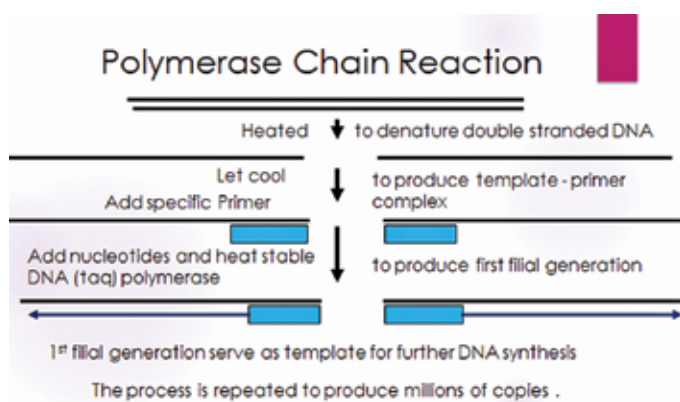 Polymerase Chain Reaction
Heated to denature double stranded DNA
Let cool
Add specific Primer
to produce template - primer
complex
Add nucleotides and heat stable
DNA (taq) polymerase
to produce first filial generation
1st filial generation serve as template for further DNA synthesis
The process is repeated to produce millions of copies .